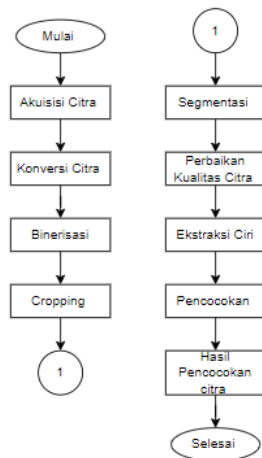 Mulai
Akuisisi Citra
Konversi Citra
Binerisasi
Cropping
1
1
Segmentasi
Perbaikan
Kualitas Citra
Ekstraksi Ciri
Pencocokan
Hasil
Pencocokan
citra
Selesai